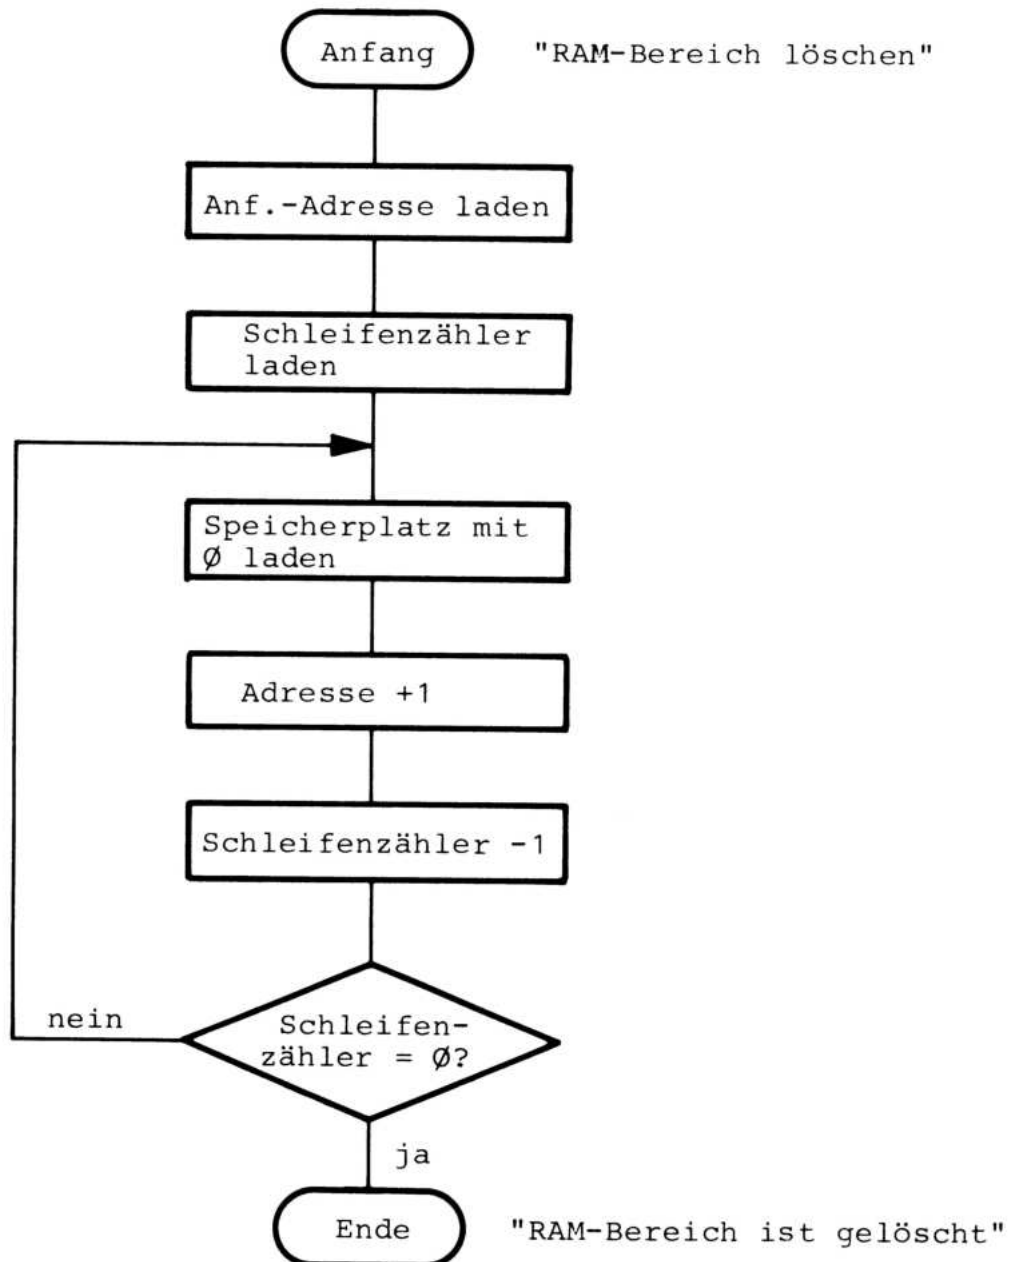 Anfang
"RAM-Bereich löschen"
Anf.-Adresse laden
Schleifenzähler
laden
Speicherplatz mit
Ø laden
Adresse +1
Schleifenzähler -1
nein
Schleifen-
zähler = Ø?
ja
Ende
"RAM-Bereich ist gelöscht"